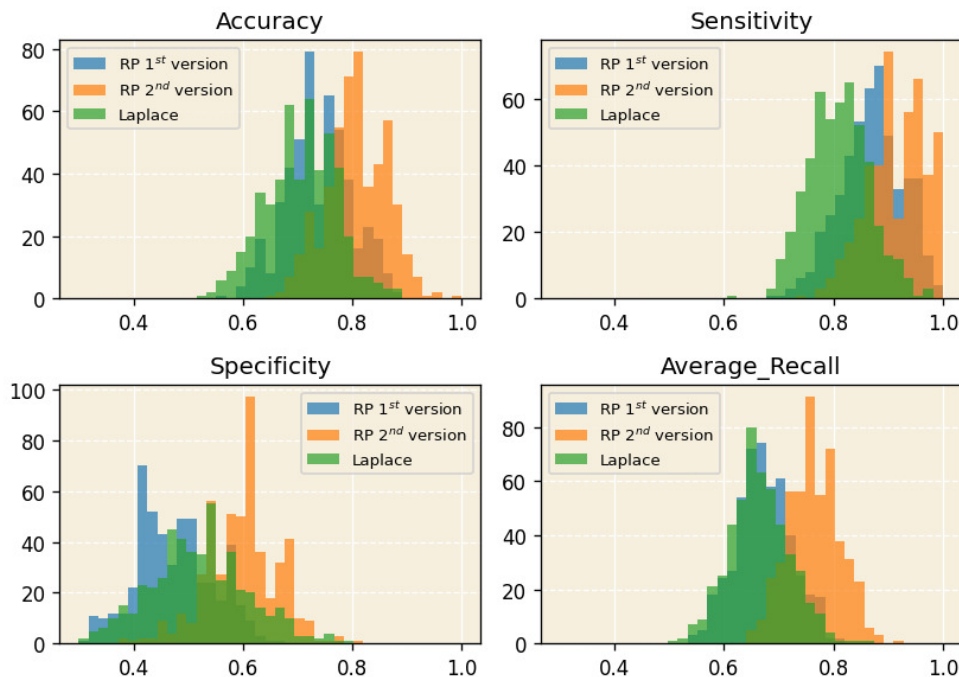 Accuracy
80
60
40
20
0
RP 1st version
RP 2nd version
Laplace
0.4 0.6 0.8 1.0
Sensitivity
60
40
20
0
RP 1st version
RP 2nd version
Laplace
0.4 0.6 0.8 1.0
Specificity
100
80
60
40
20
0
RP 1st version
RP 2nd version
Laplace
0.4 0.6 0.8 1.0
Average_Recall
80
60
40
20
0
RP 1st version
RP 2nd version
Laplace
0.4 0.6 0.8 1.0